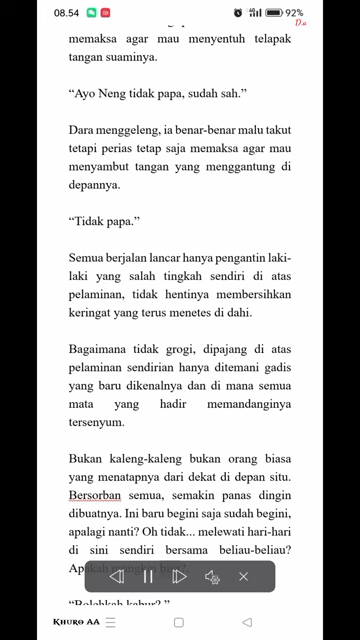 08.54
92%
memaksa agar mau menyentuh telapak
tangan suaminya.
“Ayo Neng tidak papa, sudah sah.”
Dara menggeleng, ia benar-benar malu takut
tetapi perias tetap saja memaksa agar mau
menyambut tangan yang menggantung di
depannya.
“Tidak papa.”
Semua berjalan lancar hanya pengantin laki-
laki yang salah tingkah sendiri di atas
pelaminan, tidak hentinya membersihkan
keringat yang terus menetes di dahi.
Bagaimana tidak grogi, dipajang di atas
pelaminan sendirian hanya ditemani gadis
yang baru dikenalnya dan di mana semua
mata yang hadir memandanginya
tersenyum.
Bukan kaleng-kaleng bukan orang biasa
yang menatapnya dari dekat di depan situ.
Bersorban semua, semakin panas dingin
dibuatnya. Ini baru begini saja sudah begini,
apalagi nanti? Oh tidak... melewati hari-hari
di sini sendiri bersama beliau-beliau?
“Bolehkah kabur?”
KHURO AA